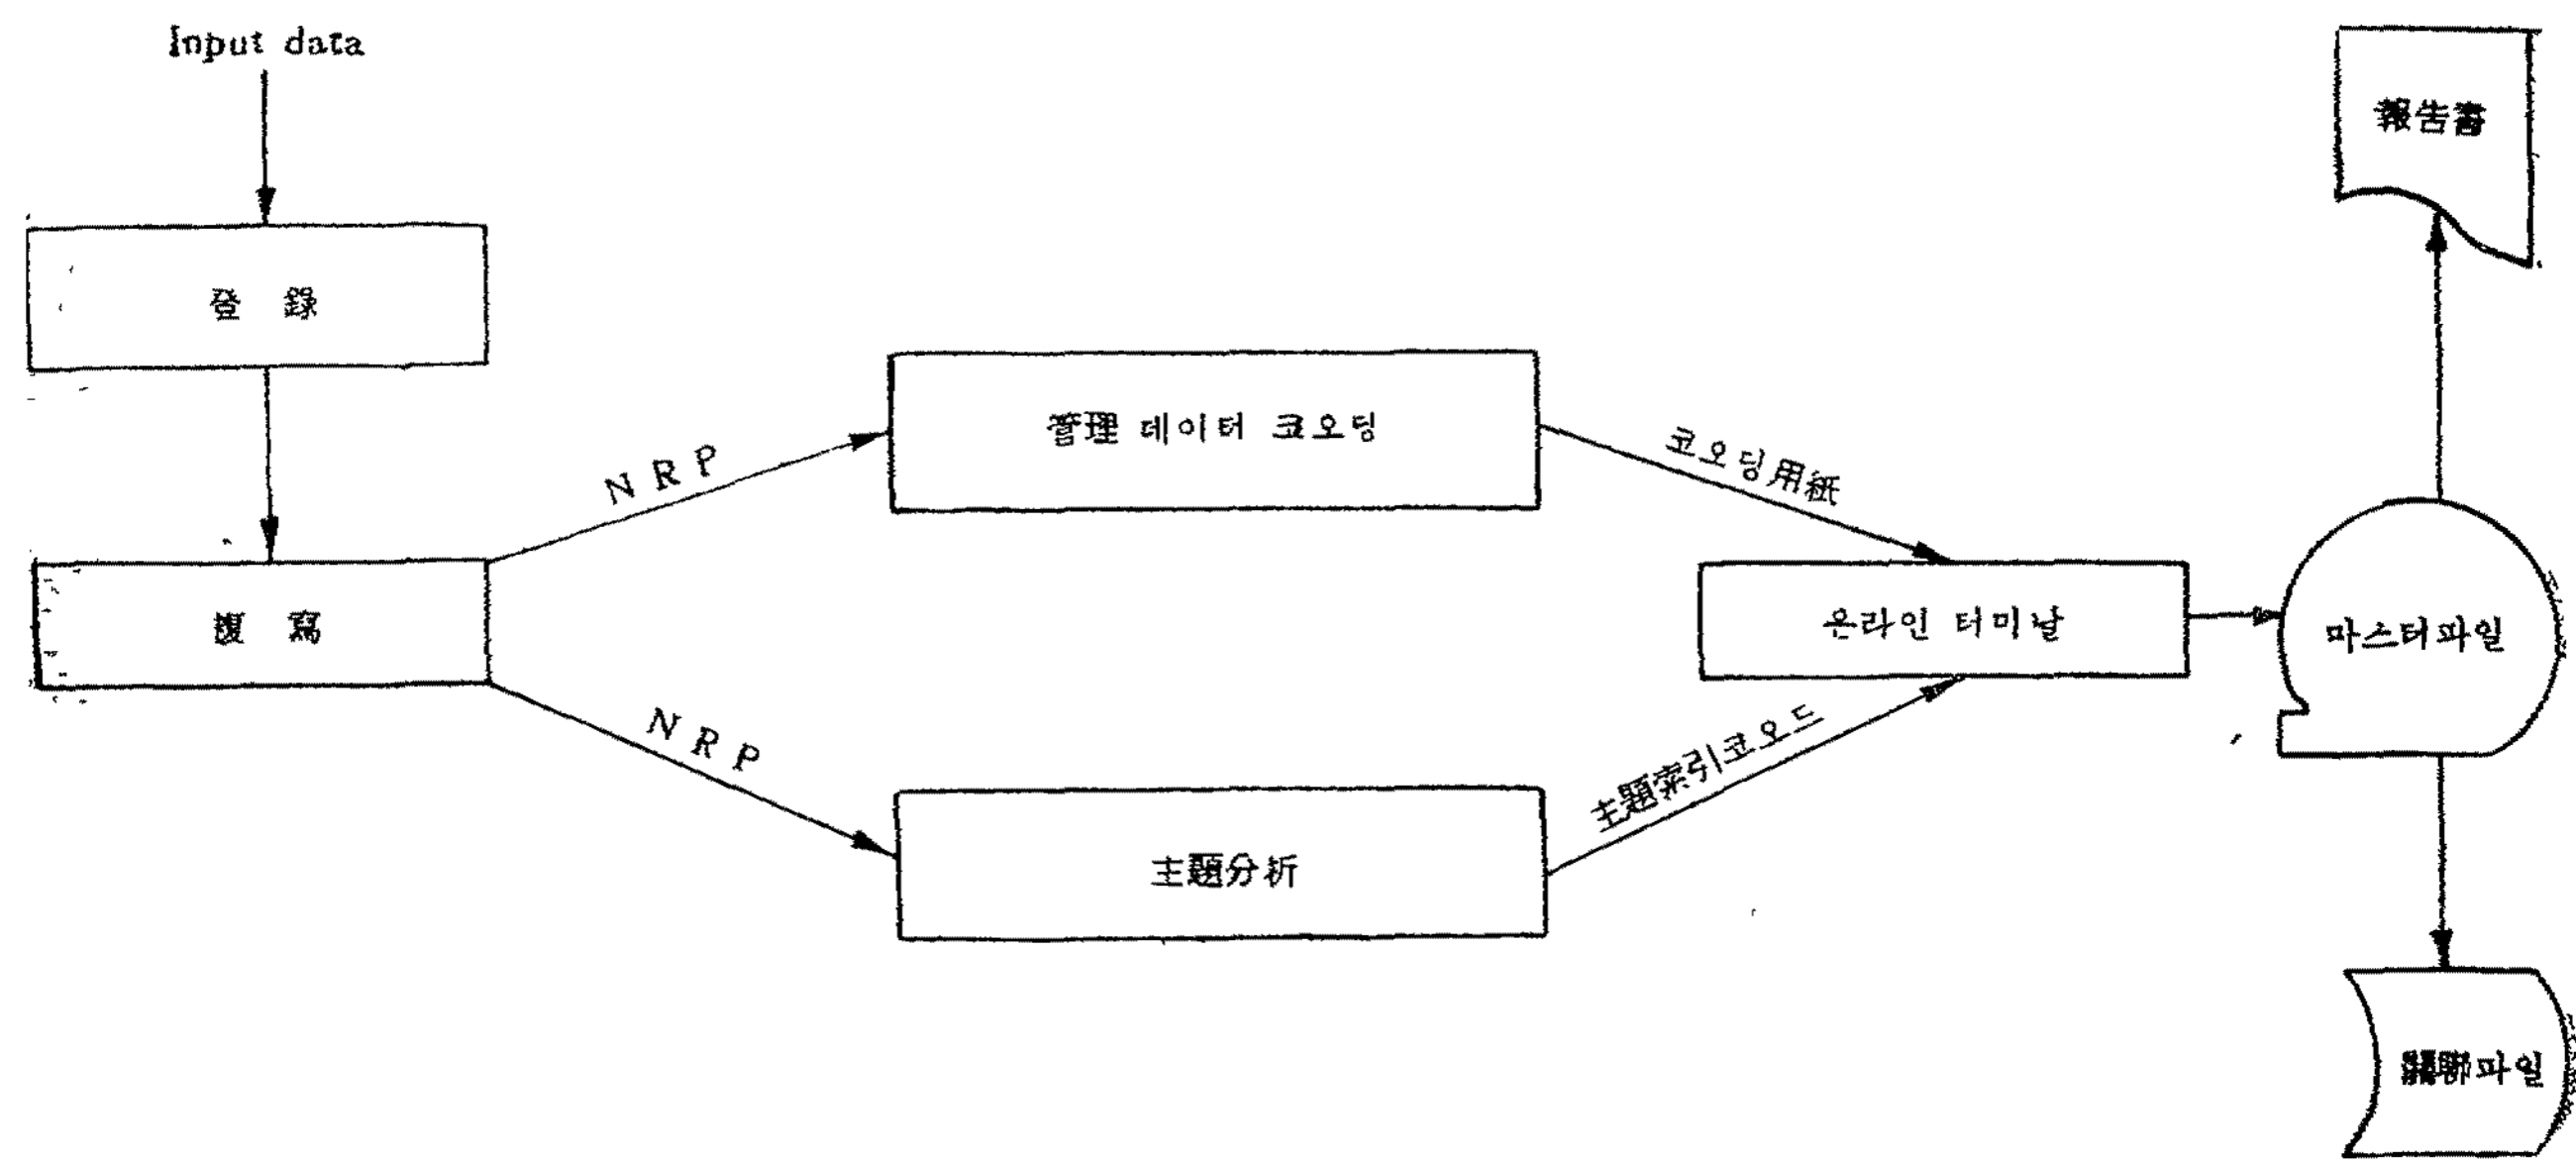 Input data
報告書
登 錄
管理 데이터 코오딩
N R P
코오딩用紙
複 寫
온라인 터미날
마스터파일
N R P
主題索引코오드
主題分析
關聯파일